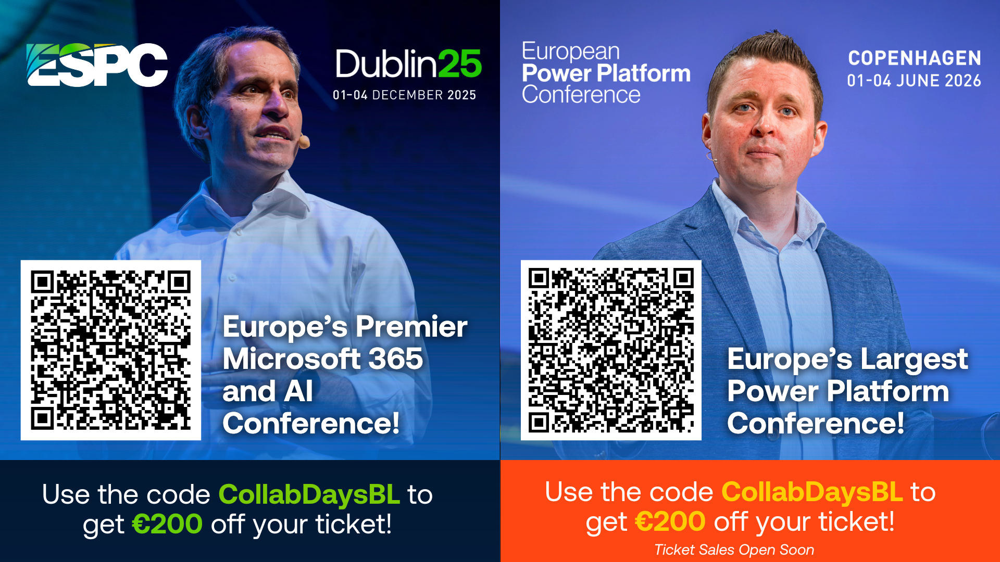 ESPC
Dublin25
01-04 DECEMBER 2025
Europe's Premier
Microsoft 365
and AI
Conference!
Use the code CollabDaysBL to
get €200 off your ticket!
European
Power Platform
Conference
COPENHAGEN
01-04 JUNE 2026
Europe's Largest
Power Platform
Conference!
Use the code CollabDaysBL to
get €200 off your ticket!
Ticket Sales Open Soon